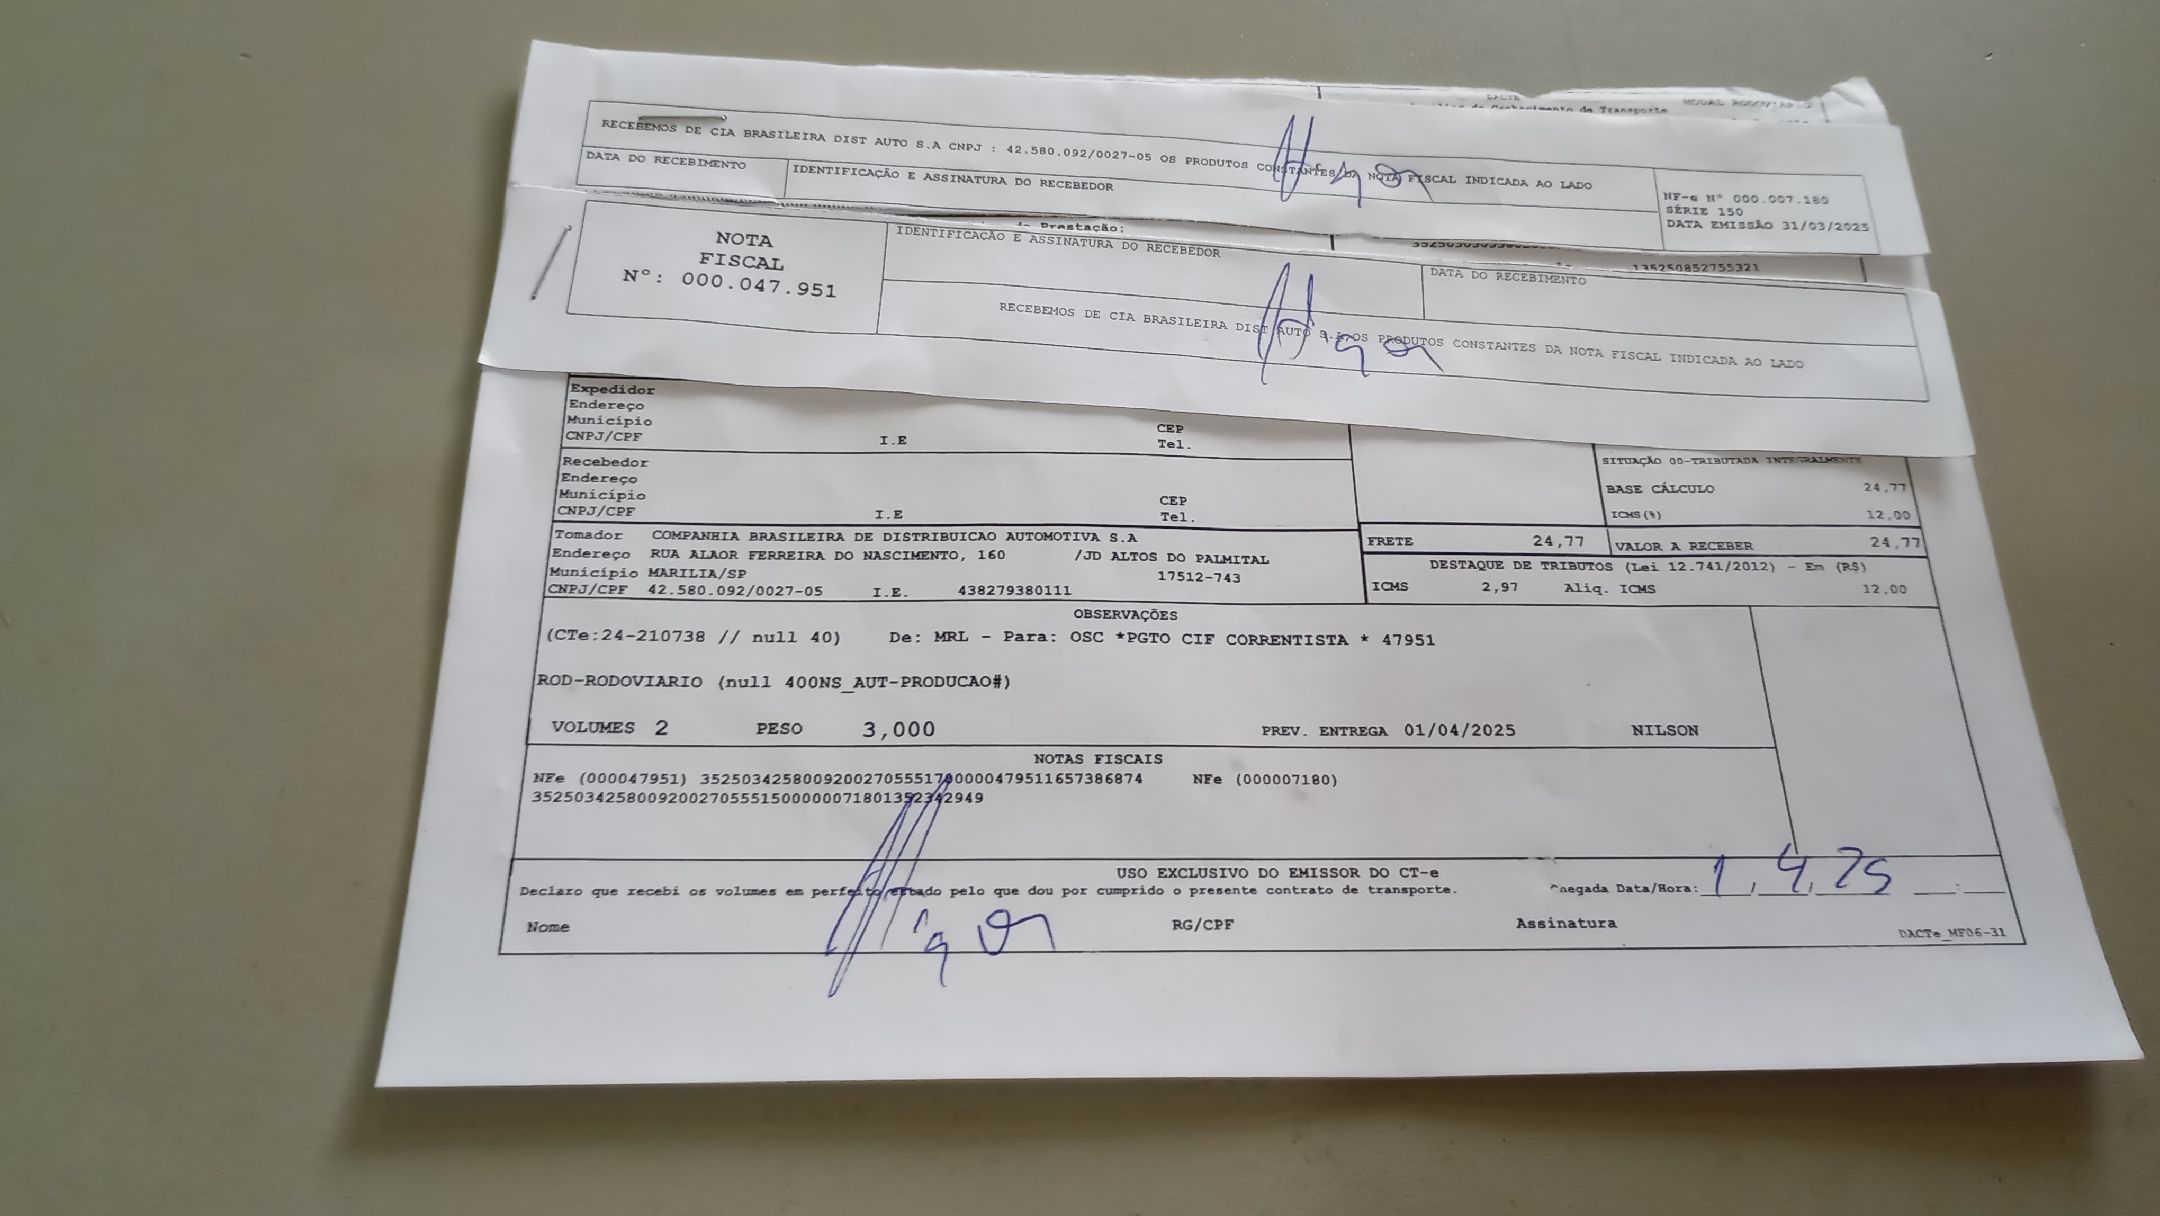 DACTE MODAL RODOVIÁRIO
de Transporte
RECEBEMOS DE CIA BRASILEIRA DIST AUTO S.A CNPJ : 42.580.092/0027-05 OS PRODUTOS CONSTANTES DA NOTA FISCAL INDICADA AO LADO
DATA DO RECEBIMENTO IDENTIFICAÇÃO E ASSINATURA DO RECEBEDOR
NF-e Nº 000.007.180
SÉRIE 150
DATA EMISSÃO 31/03/2025
Prestação:
135250852755321
NOTA
FISCAL
Nº: 000.047.951
IDENTIFICAÇÃO E ASSINATURA DO RECEBEDOR
DATA DO RECEBIMENTO
RECEBEMOS DE CIA BRASILEIRA DIST AUTO S.A, OS PRODUTOS CONSTANTES DA NOTA FISCAL INDICADA AO LADO
Expedidor
Endereço
Município CEP
CNPJ/CPF I.E Tel.
Recebedor
Endereço
Município CEP
CNPJ/CPF I.E Tel.
SITUAÇÃO 00-TRIBUTADA INTEGRALMENTE
BASE CÁLCULO 24,77
ICMS(%) 12,00
Tomador COMPANHIA BRASILEIRA DE DISTRIBUICAO AUTOMOTIVA S.A
Endereço RUA ALAOR FERREIRA DO NASCIMENTO, 160 /JD ALTOS DO PALMITAL
Município MARILIA/SP 17512-743
CNPJ/CPF 42.580.092/0027-05 I.E. 438279380111
FRETE 24,77 VALOR A RECEBER 24,77
DESTAQUE DE TRIBUTOS (Lei 12.741/2012) - Em (R$)
ICMS 2,97 Aliq. ICMS 12,00
OBSERVAÇÕES
(CTe:24-210738 // null 40) De: MRL - Para: OSC *PGTO CIF CORRENTISTA * 47951
ROD-RODOVIARIO (null 400NS_AUT-PRODUCAO#)
VOLUMES 2 PESO 3,000 PREV. ENTREGA 01/04/2025 NILSON
NOTAS FISCAIS
NFe (000047951) 35250342580092002705551700000479511657386874 NFe (000007180)
35250342580092002705551500000071801352342949
USO EXCLUSIVO DO EMISSOR DO CT-e
Declaro que recebi os volumes em perfeito estado pelo que dou por cumprido o presente contrato de transporte. negada Data/Hora: 1, 4, 25
Nome RG/CPF Assinatura
DACTe_MF06-31